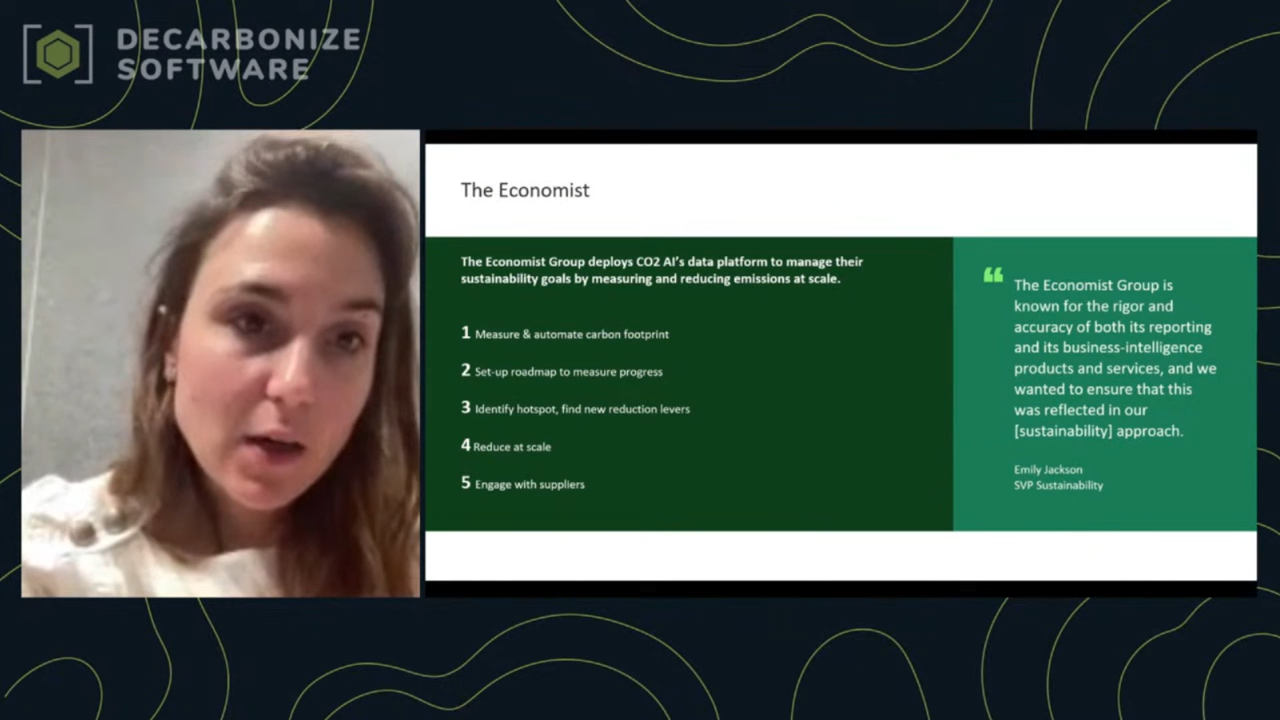 DECARBONIZE
SOFTWARE
The Economist
The Economist Group deploys CO2 AI's data platform to manage their
sustainability goals by measuring and reducing emissions at scale.
1 Measure & automate carbon footprint
2 Set-up roadmap to measure progress
3 Identify hotspot, find new reduction levers
4 Reduce at scale
5 Engage with suppliers
“
The Economist Group is
known for the rigor and
accuracy of both its reporting
and its business-intelligence
products and services, and we
wanted to ensure that this
was reflected in our
[sustainability] approach.
Emily Jackson
SVP Sustainability